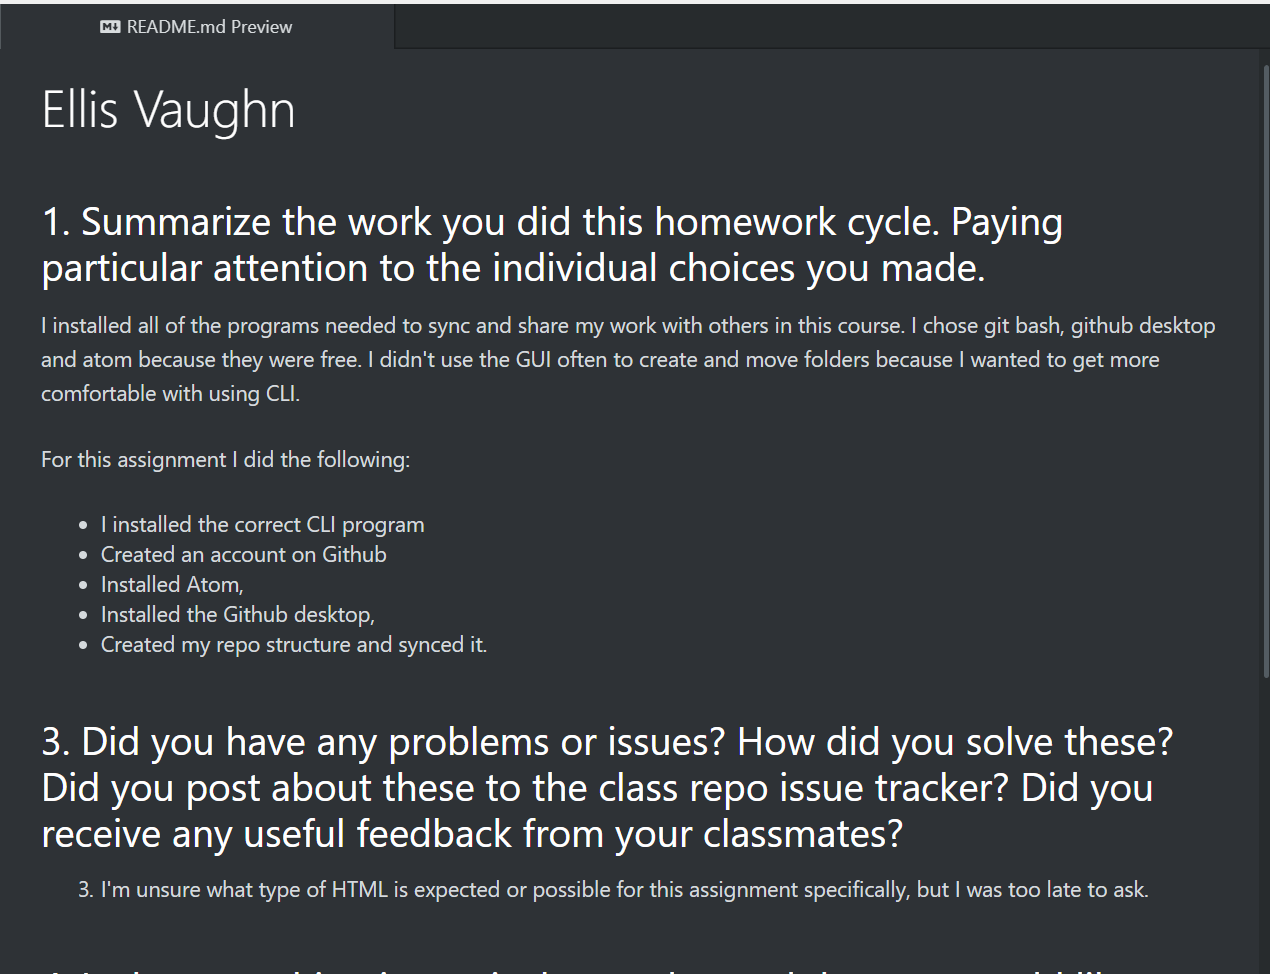 README.md Preview
Ellis Vaughn
1. Summarize the work you did this homework cycle. Paying
particular attention to the individual choices you made.
I installed all of the programs needed to sync and share my work with others in this course. I chose git bash, github desktop
and atom because they were free. I didn't use the GUI often to create and move folders because I wanted to get more
comfortable with using CLI.
For this assignment I did the following:
• I installed the correct CLI program
• Created an account on Github
• Installed Atom,
• Installed the Github desktop,
• Created my repo structure and synced it.
3. Did you have any problems or issues? How did you solve these?
Did you post about these to the class repo issue tracker? Did you
receive any useful feedback from your classmates?
3. I'm unsure what type of HTML is expected or possible for this assignment specifically, but I was too late to ask.